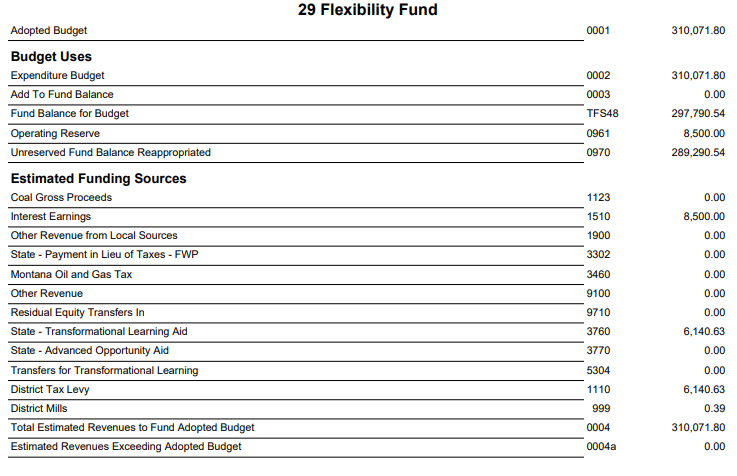 29 Flexibility Fund
Adopted Budget 0001 310,071.80
Budget Uses
Expenditure Budget 0002 310,071.80
Add To Fund Balance 0003 0.00
Fund Balance for Budget TFS48 297,790.54
Operating Reserve 0961 8,500.00
Unreserved Fund Balance Reappropriated 0970 289,290.54
Estimated Funding Sources
Coal Gross Proceeds 1123 0.00
Interest Earnings 1510 8,500.00
Other Revenue from Local Sources 1900 0.00
State - Payment in Lieu of Taxes - FWP 3302 0.00
Montana Oil and Gas Tax 3460 0.00
Other Revenue 9100 0.00
Residual Equity Transfers In 9710 0.00
State - Transformational Learning Aid 3760 6,140.63
State - Advanced Opportunity Aid 3770 0.00
Transfers for Transformational Learning 5304 0.00
District Tax Levy 1110 6,140.63
District Mills 999 0.39
Total Estimated Revenues to Fund Adopted Budget 0004 310,071.80
Estimated Revenues Exceeding Adopted Budget 0004a 0.00